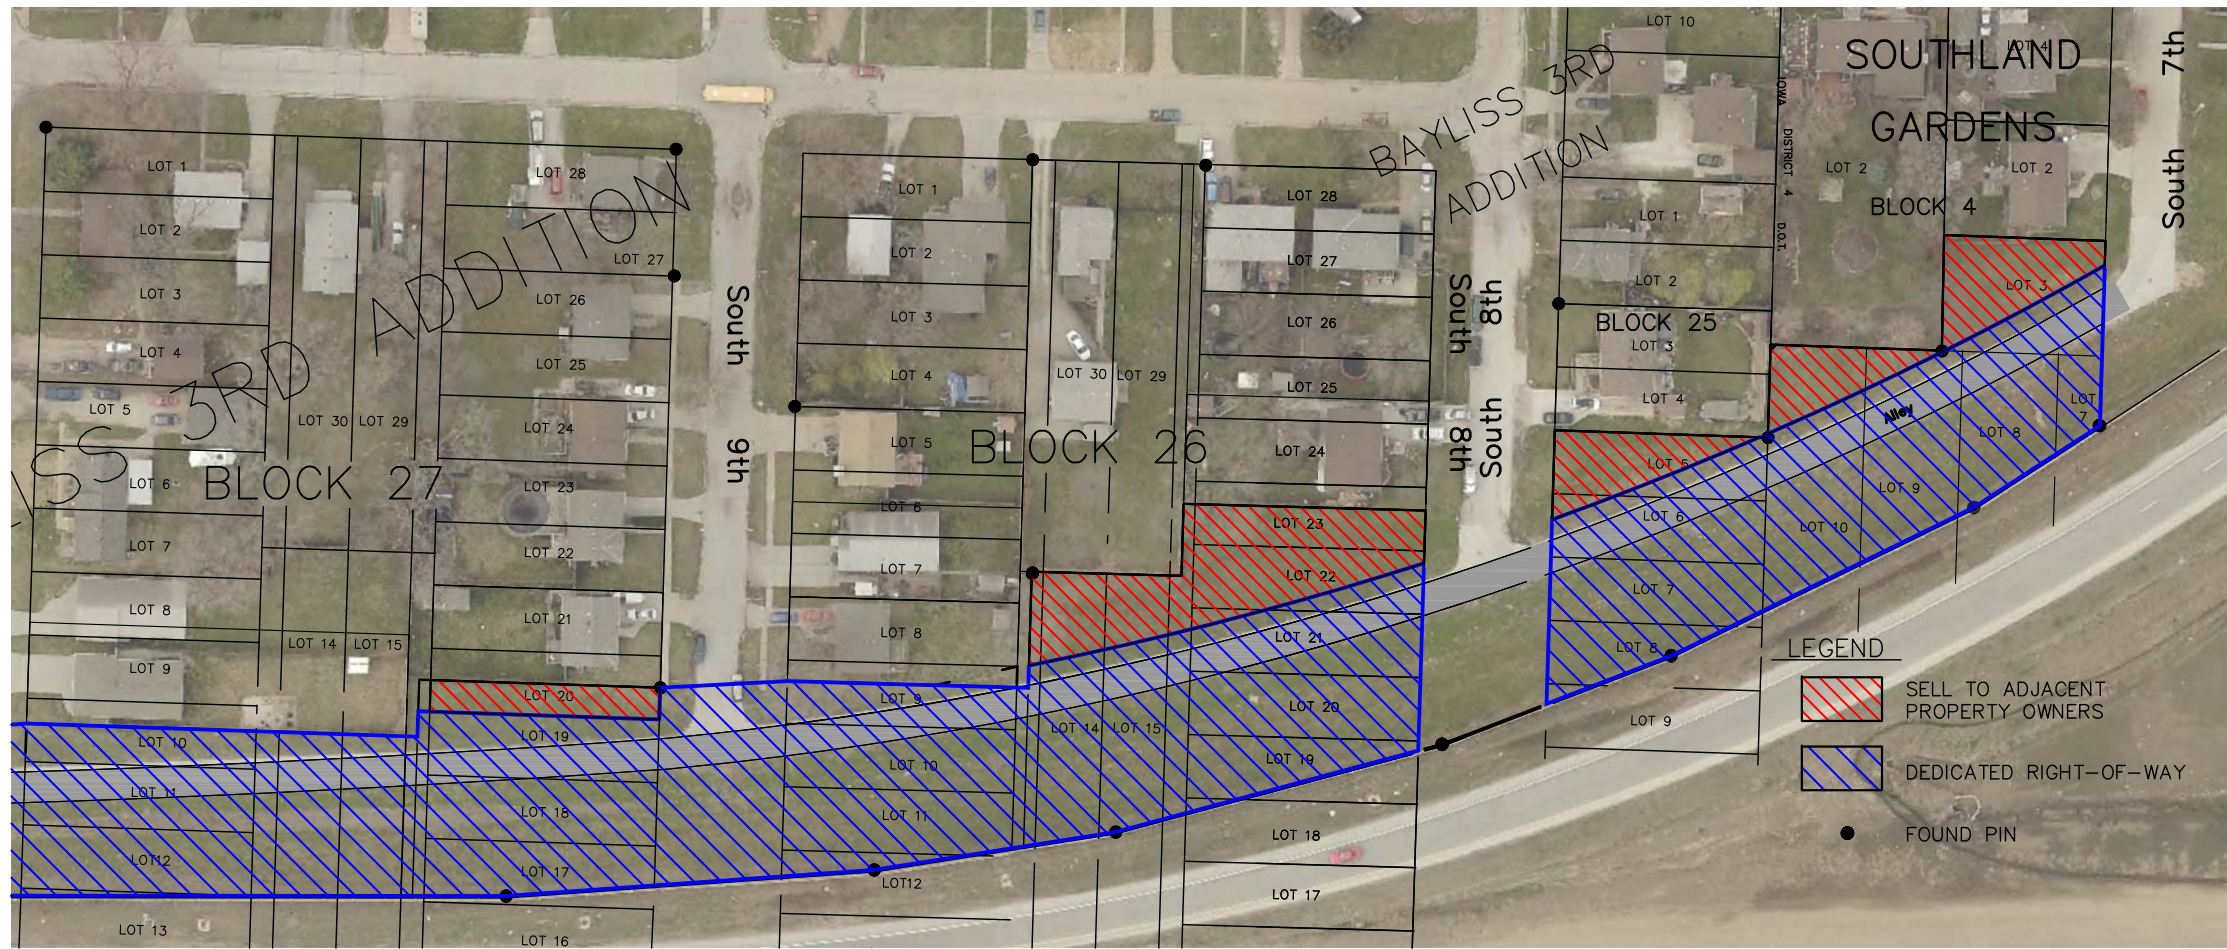 LOT 10
SOUTHLAND
GARDENS
LOT 4
7th
South
IOWA DISTRICT 4 D.O.T.
BAYLISS 3RD
ADDITION
LOT 2
LOT 2
BLOCK 4
LOT 3
LOT 1
LOT 2
LOT 3
LOT 4
LOT 5
LOT 6
LOT 7
LOT 8
LOT 9
LOT 10
LOT 11
LOT12
LOT 13
LOT 30
LOT 29
LOT 14
LOT 15
LOT 28
LOT 27
LOT 26
LOT 25
LOT 24
LOT 23
LOT 22
LOT 21
LOT 20
LOT 19
LOT 18
LOT 17
LOT 16
SS 3RD ADDITION
BLOCK 27
South 9th
LOT 1
LOT 2
LOT 3
LOT 4
LOT 5
LOT 6
LOT 7
LOT 8
LOT 9
LOT 10
LOT 11
LOT12
LOT 30
LOT 29
LOT 14
LOT 15
BLOCK 26
LOT 28
LOT 27
LOT 26
LOT 25
LOT 24
LOT 23
LOT 22
LOT 21
LOT 20
LOT 19
LOT 18
LOT 17
South 8th
South 8th
LOT 1
LOT 2
BLOCK 25
LOT 3
LOT 4
LOT 5
LOT 6
LOT 7
LOT 8
LOT 9
LOT 10
LOT 9
LOT 8
LOT
7
Alley
LEGEND
SELL TO ADJACENT
PROPERTY OWNERS
DEDICATED RIGHT-OF-WAY
FOUND PIN